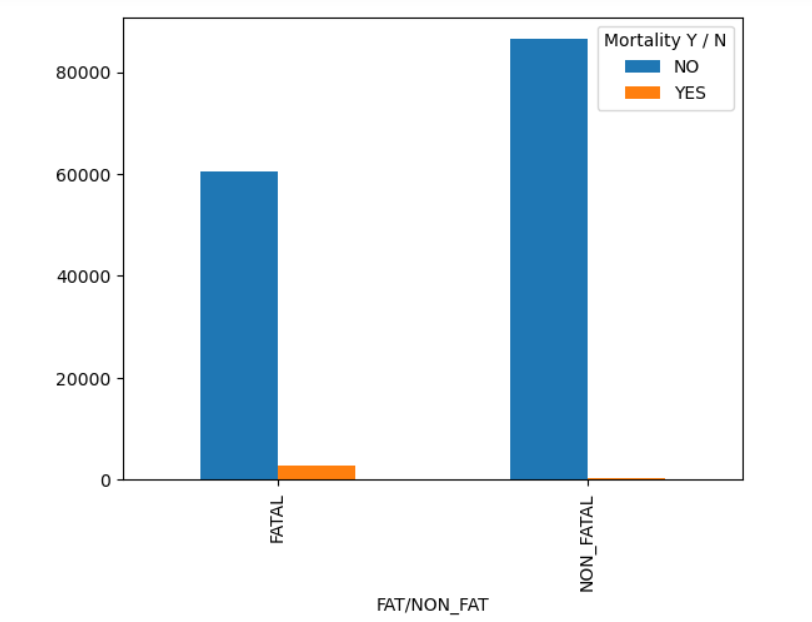 Mortality Y / N
NO
YES
80000
60000
40000
20000
0
FATAL
NON_FATAL
FAT/NON_FAT